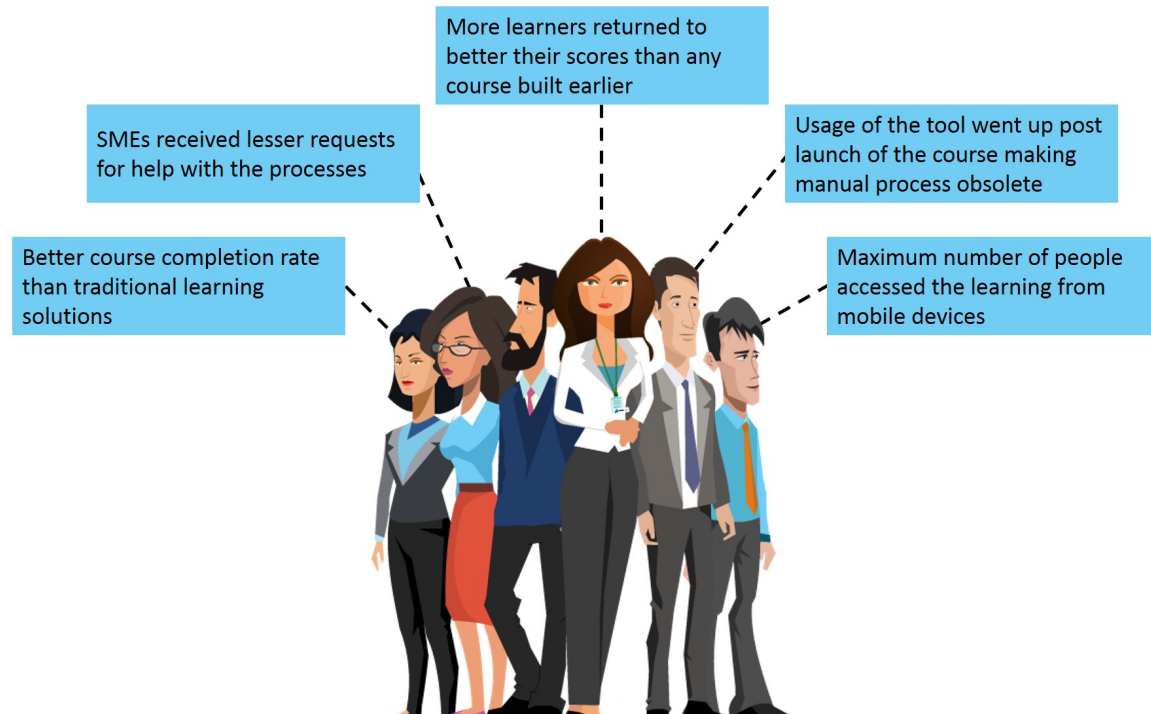 More learners returned to
better their scores than any
course built earlier
SMEs received lesser requests
for help with the processes
Usage of the tool went up post
launch of the course making
manual process obsolete
Better course completion rate
than traditional learning
solutions
Maximum number of people
accessed the learning from
mobile devices